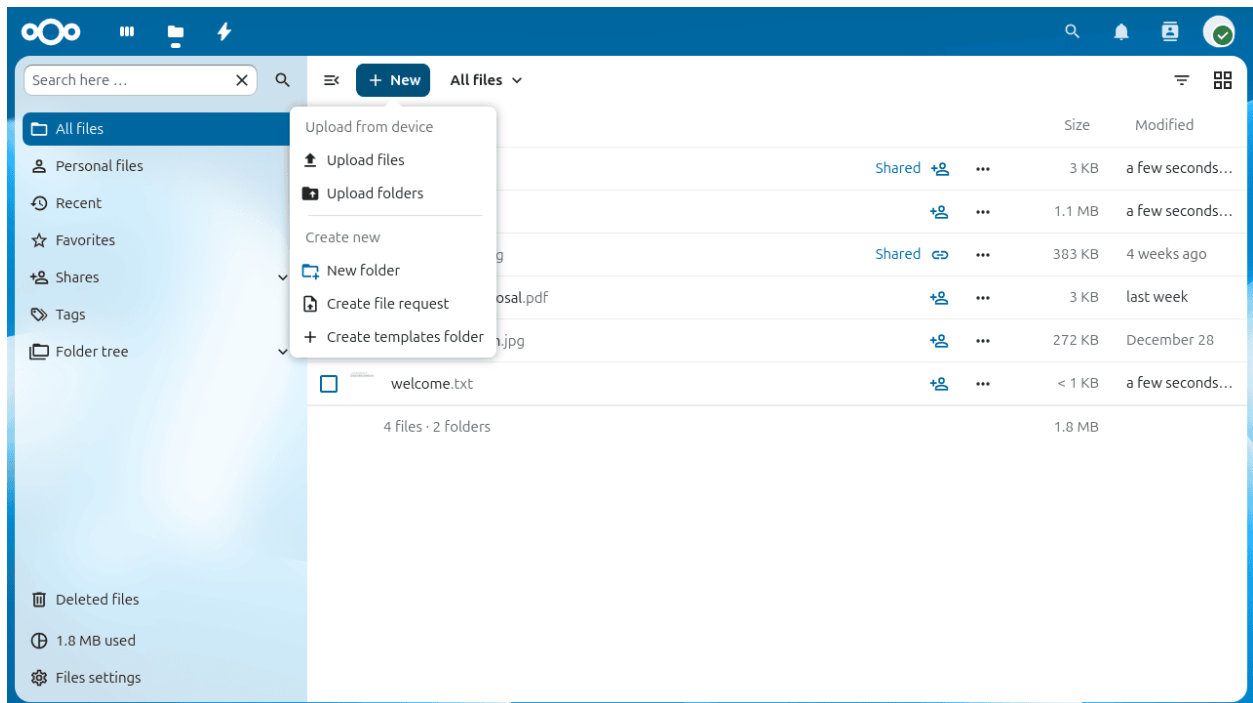 Search here ...
+ New
All files
All files
Personal files
Recent
Favorites
Shares
Tags
Folder tree
Deleted files
1.8 MB used
Files settings
Upload from device
Upload files
Upload folders
Create new
New folder
Create file request
Create templates folder
Size Modified
Shared 3 KB a few seconds...
1.1 MB a few seconds...
Shared 383 KB 4 weeks ago
.pdf 3 KB last week
.jpg 272 KB December 28
welcome.txt < 1 KB a few seconds...
4 files · 2 folders 1.8 MB